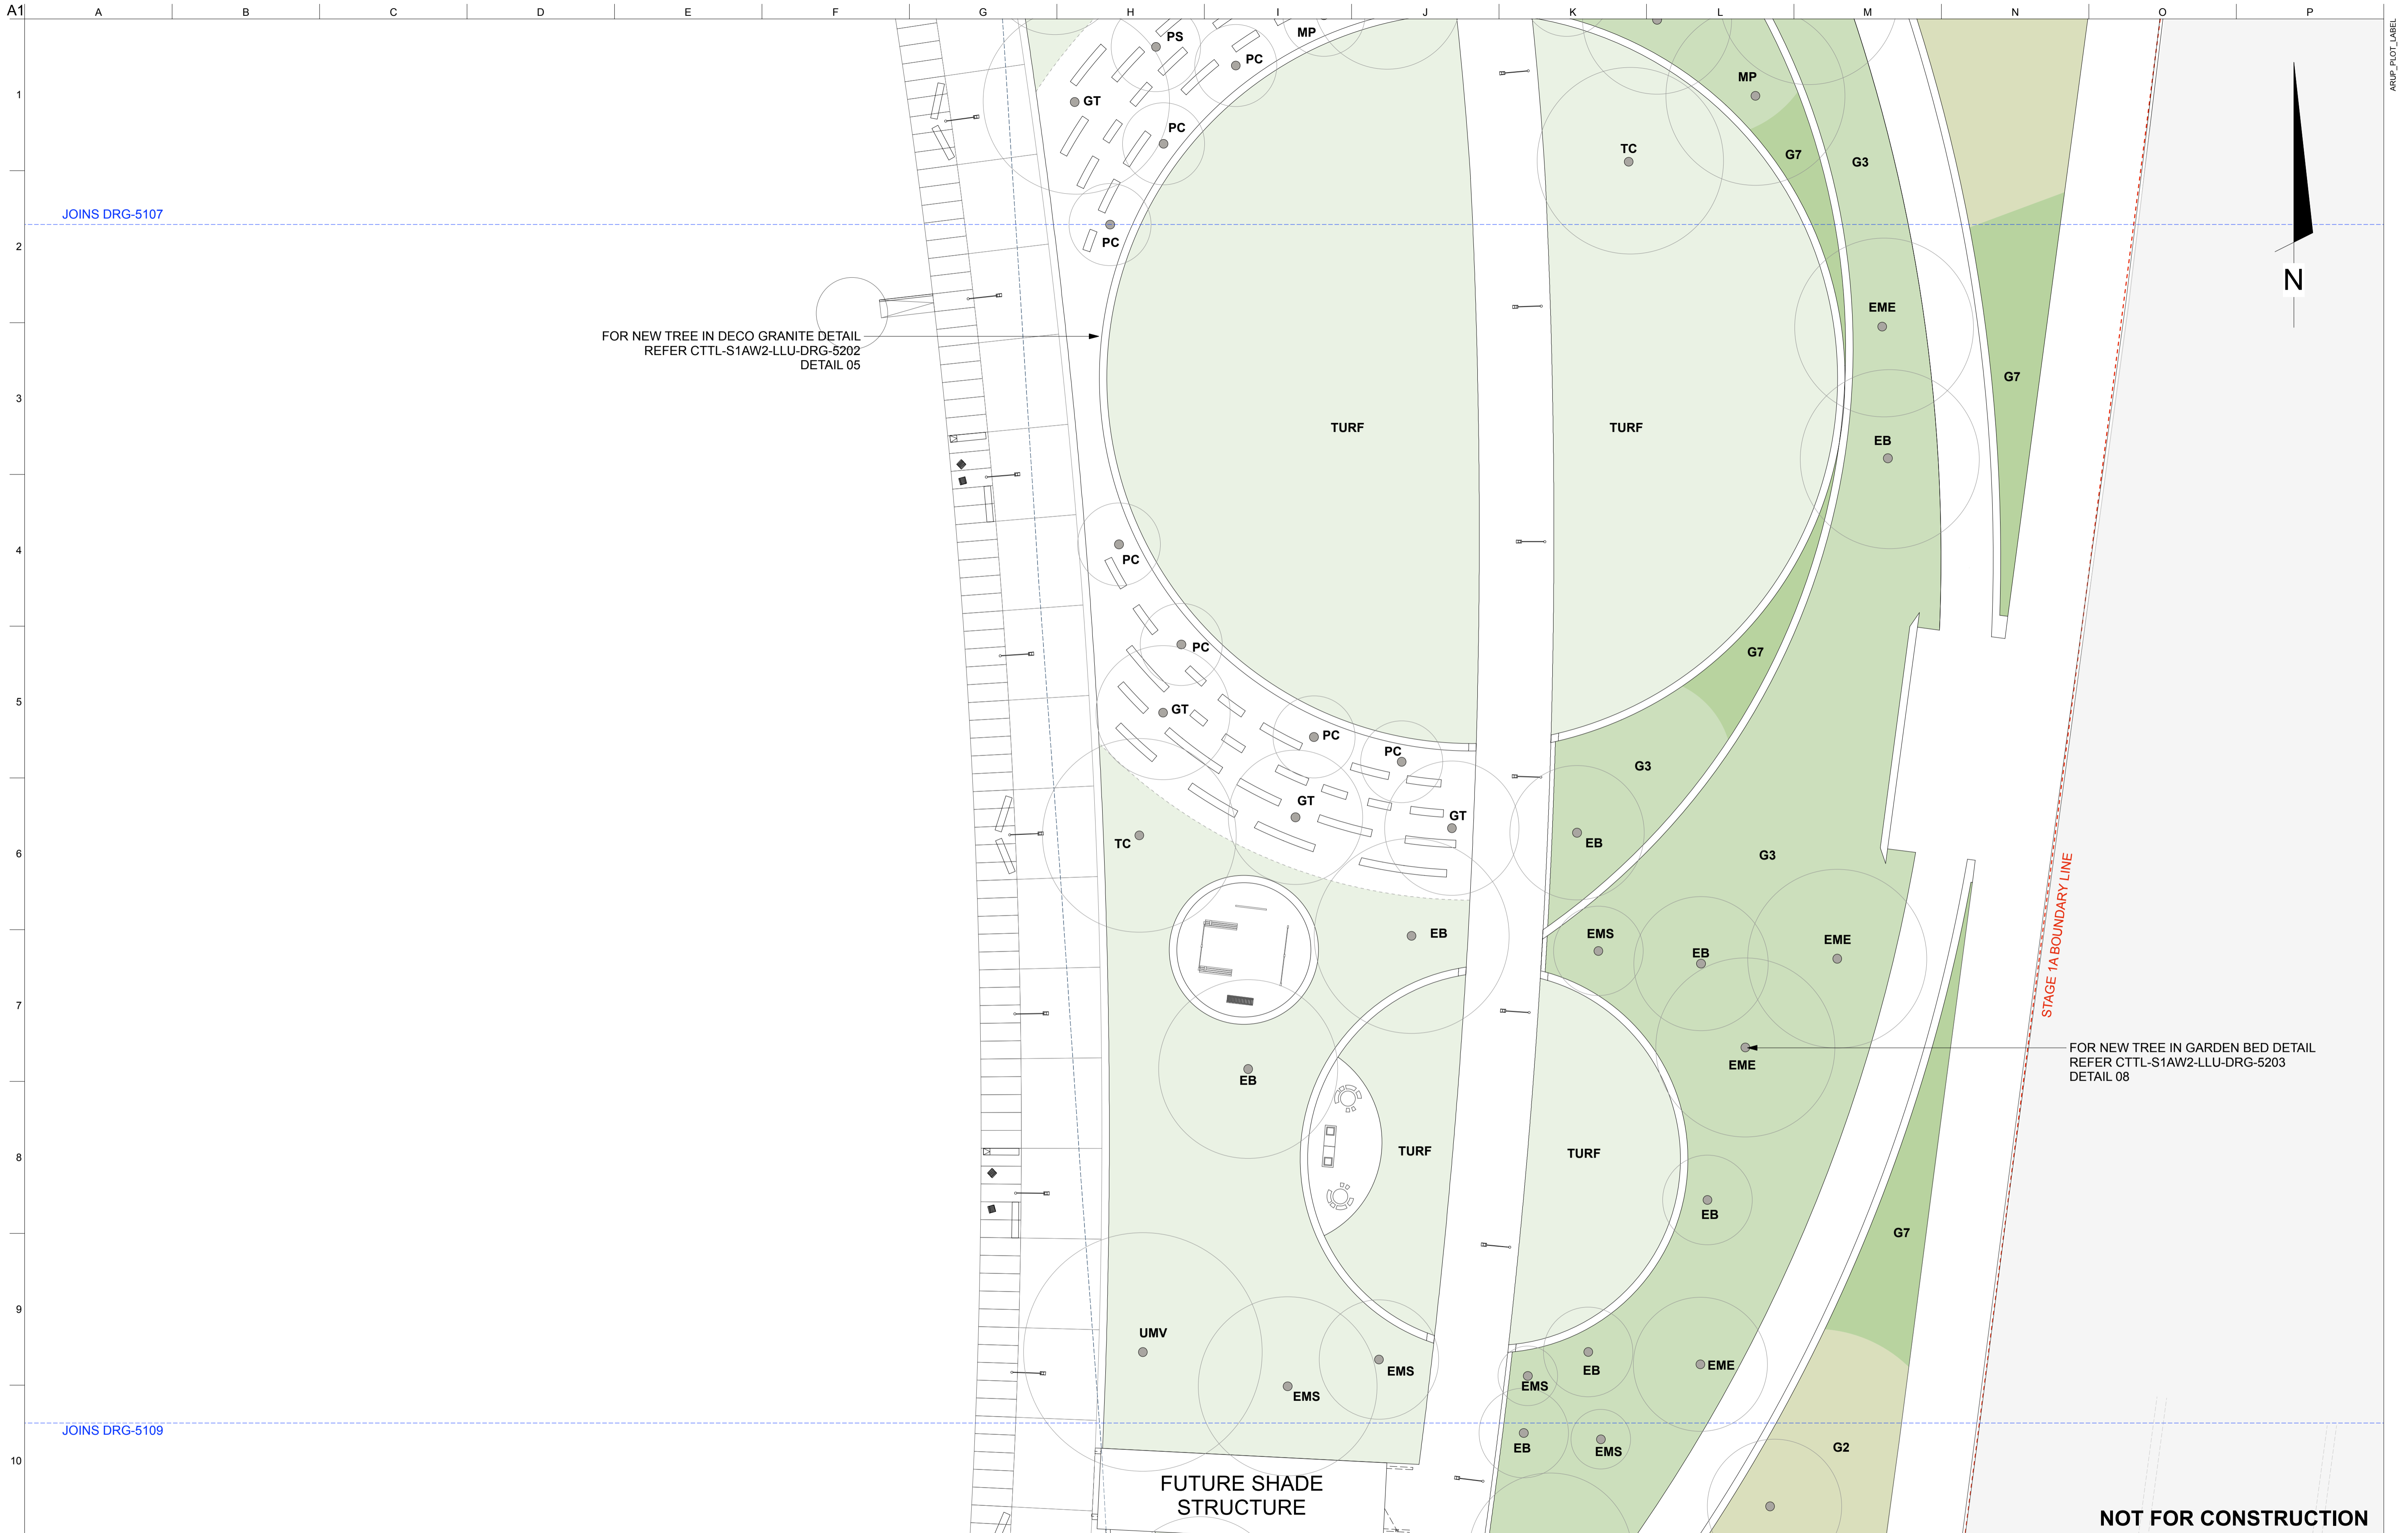 A1
A
B
C
D
E
F
G
H
I
J
K
L
M
N
O
P
ARUP_PLOT_LABEL
1
2
3
4
5
6
7
8
9
10
PS
MP
PC
GT
PC
MP
G7
G3
TC
JOINS DRG-5107
PC
N
EME
FOR NEW TREE IN DECO GRANITE DETAIL
REFER CTTL-S1AW2-LLU-DRG-5202
DETAIL 05
G7
TURF
TURF
EB
PC
PC
G7
GT
PC
PC
G3
GT
GT
TC
EB
G3
STAGE 1A BOUNDARY LINE
EB
EMS
EB
EME
FOR NEW TREE IN GARDEN BED DETAIL
REFER CTTL-S1AW2-LLU-DRG-5203
DETAIL 08
EME
EB
TURF
TURF
EB
G7
UMV
EMS
EMS
EB
EME
EMS
JOINS DRG-5109
EB
EMS
G2
FUTURE SHADE
STRUCTURE
NOT FOR CONSTRUCTION